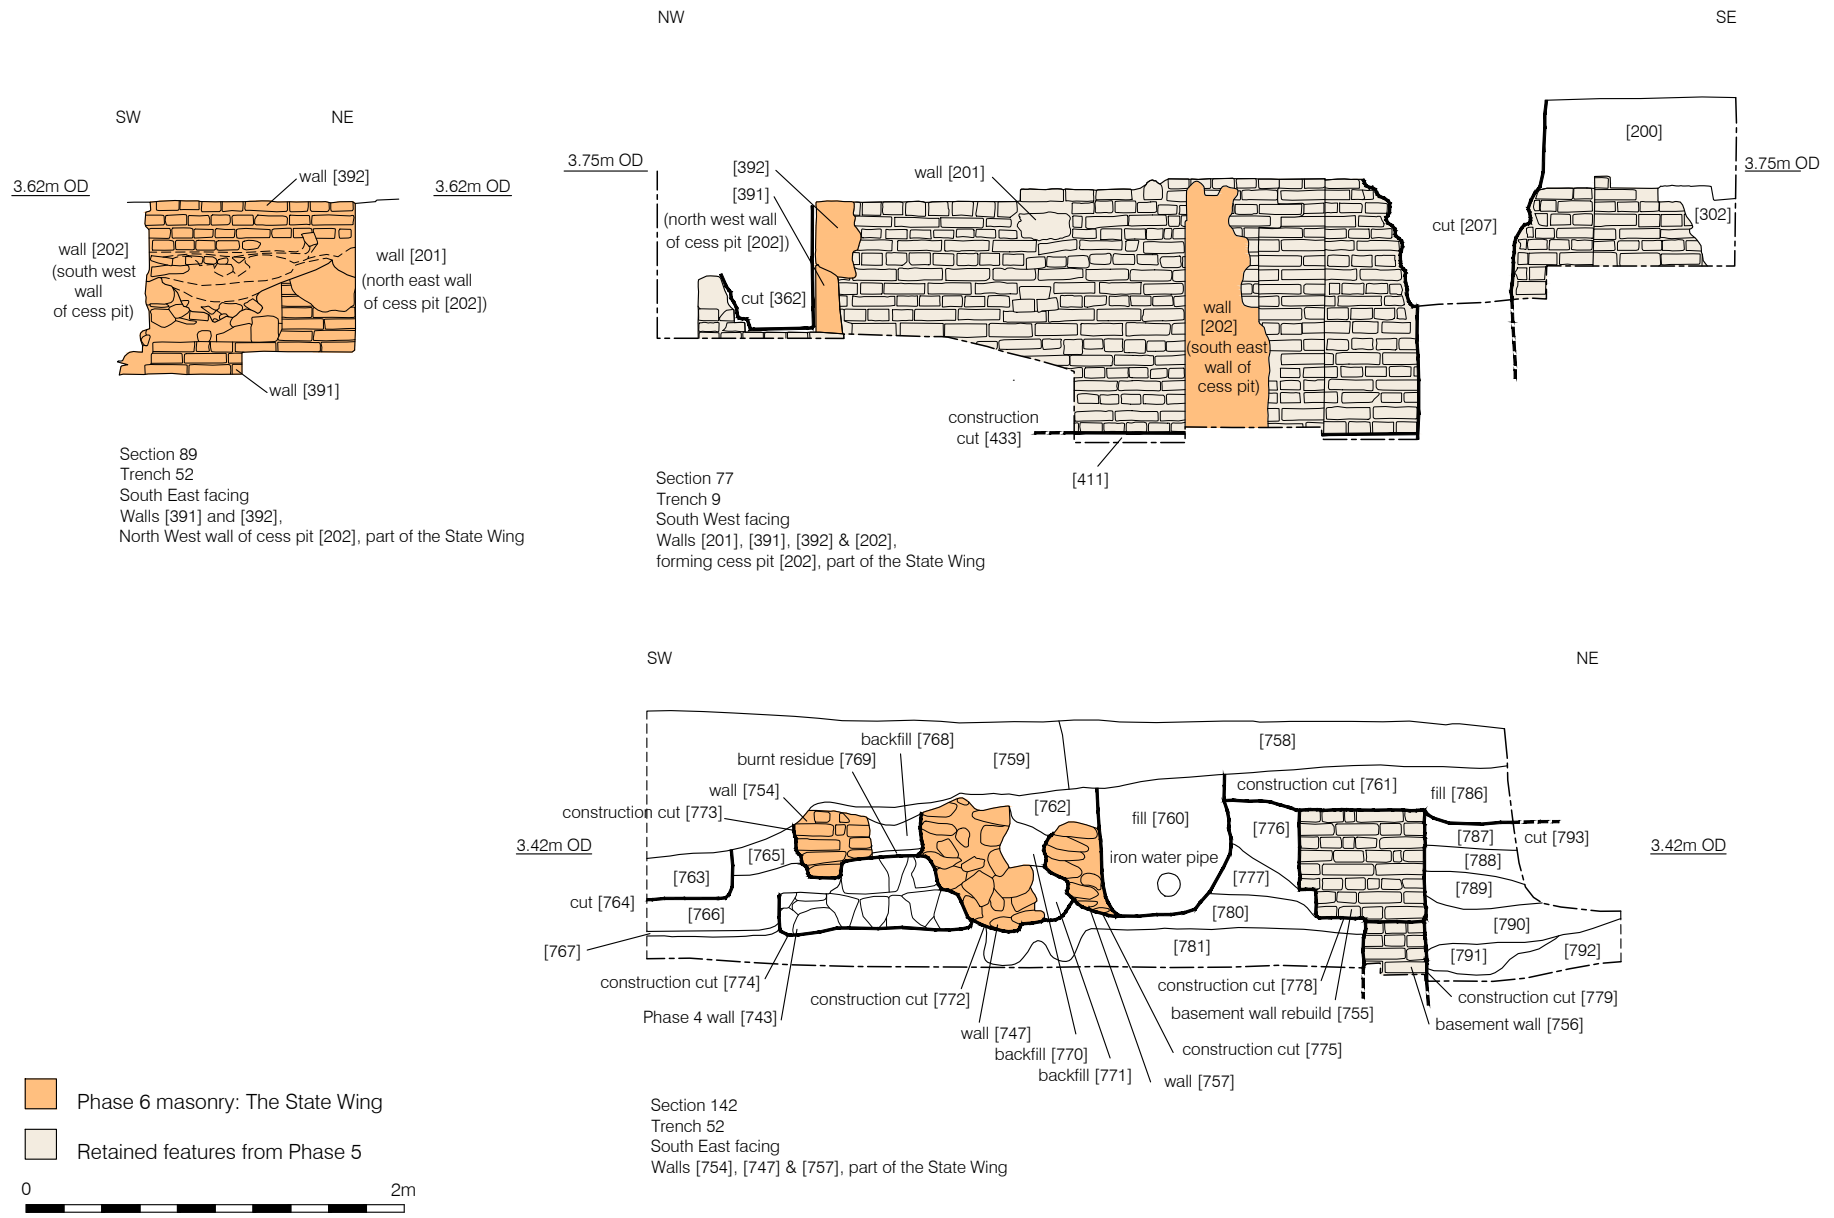 NW
SE
SW
NE
3.62m OD
wall [392]
3.62m OD
wall [202]
(south west
wall
of cess pit)
wall [201]
(north east wall
of cess pit [202])
wall [391]
Section 89
Trench 52
South East facing
Walls [391] and [392],
North West wall of cess pit [202], part of the State Wing
3.75m OD
[392]
[391]
(north west wall
of cess pit [202])
wall [201]
cut [362]
wall
[202]
(south east
wall of
cess pit)
cut [207]
[200]
3.75m OD
[302]
construction
cut [433]
[411]
Section 77
Trench 9
South West facing
Walls [201], [391], [392] & [202],
forming cess pit [202], part of the State Wing
SW
NE
backfill [768]
burnt residue [769]
[759]
[758]
wall [754]
construction cut [773]
[762]
construction cut [761]
fill [786]
fill [760]
[776]
[787]
cut [793]
3.42m OD
[765]
iron water pipe
[788]
3.42m OD
[763]
[777]
[789]
cut [764]
[766]
[780]
[790]
[767]
[781]
[791]
[792]
construction cut [774]
construction cut [772]
construction cut [778]
construction cut [779]
Phase 4 wall [743]
basement wall rebuild [755]
basement wall [756]
wall [747]
backfill [770]
construction cut [775]
backfill [771]
wall [757]
Section 142
Trench 52
South East facing
Walls [754], [747] & [757], part of the State Wing
Phase 6 masonry: The State Wing
Retained features from Phase 5
0
2m